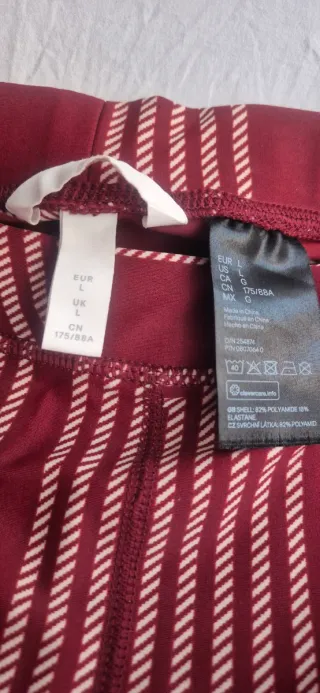 EUR
L
UK
L
CN
175/88A
EUR L
US L
CA G
CN 175/88A
MX G
Made in China
Fabriqué en Chine
Hecho en China
40
clevercare.info
GB SHELL: 82% POLYAMIDE 18%
ELASTANE.
CZ SVRCHNÍ LÁTKA: 82% POLYAMID